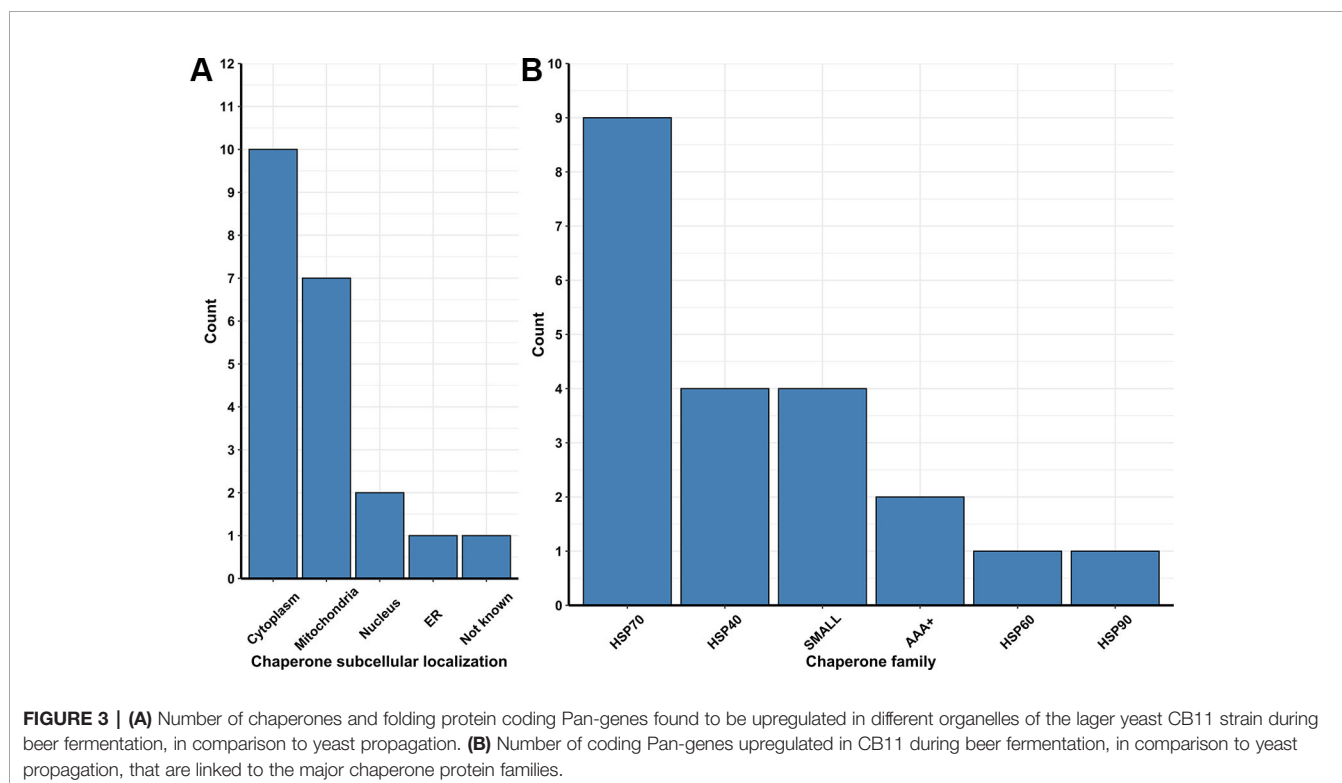 A
12
11
10
9
8
7
6
5
4
3
2
1
0
Count
Cytoplasm
Mitochondria
Nucleus
ER
Not known
Chaperone subcellular localization
B
10
9
8
7
6
5
4
3
2
1
0
Count
HSP70
HSP40
SMALL
AAA+
HSP60
HSP90
Chaperone family
FIGURE 3 | (A) Number of chaperones and folding protein coding Pan-genes found to be upregulated in different organelles of the lager yeast CB11 strain during
beer fermentation, in comparison to yeast propagation. (B) Number of coding Pan-genes upregulated in CB11 during beer fermentation, in comparison to yeast
propagation, that are linked to the major chaperone protein families.